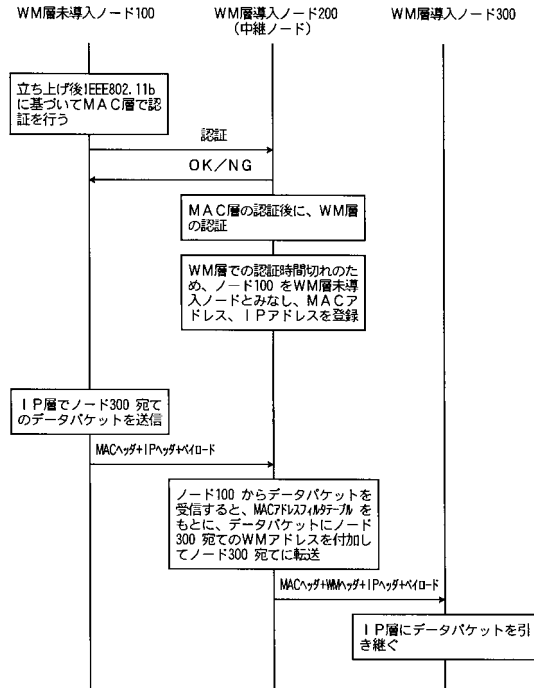 WM層未導入ノード100
WM層導入ノード200
(中継ノード)
WM層導入ノード300
立ち上げ後IEEE802.11b
に基づいてMAC層で認
証を行う
認証
OK/NG
MAC層の認証後に、WM層
の認証
WM層での認証時間切れのた
め、ノード100 をWM層未導
入ノードとみなし、MACア
ドレス、IPアドレスを登録
IP層でノード300 宛て
のデータパケットを送信
MACヘッダ+IPヘッダ+ペイロード
ノード100 からデータパケットを
受信すると、MACアドレスフィルタテーブル を
もとに、データパケットにノード
300 宛てのWMアドレスを付加し
てノード300 宛てに転送
MACヘッダ+WMヘッダ+IPヘッダ+ペイロード
IP層にデータパケットを引
き継ぐ